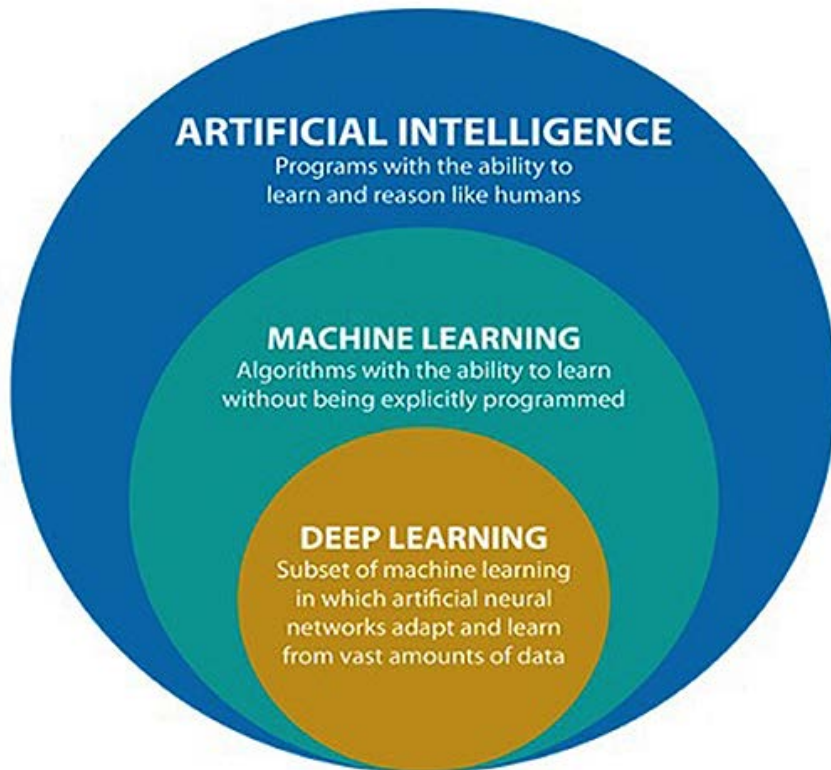 ARTIFICIAL INTELLIGENCE
Programs with the ability to
learn and reason like humans
MACHINE LEARNING
Algorithms with the ability to learn
without being explicitly programmed
DEEP LEARNING
Subset of machine learning
in which artificial neural
networks adapt and learn
from vast amounts of data